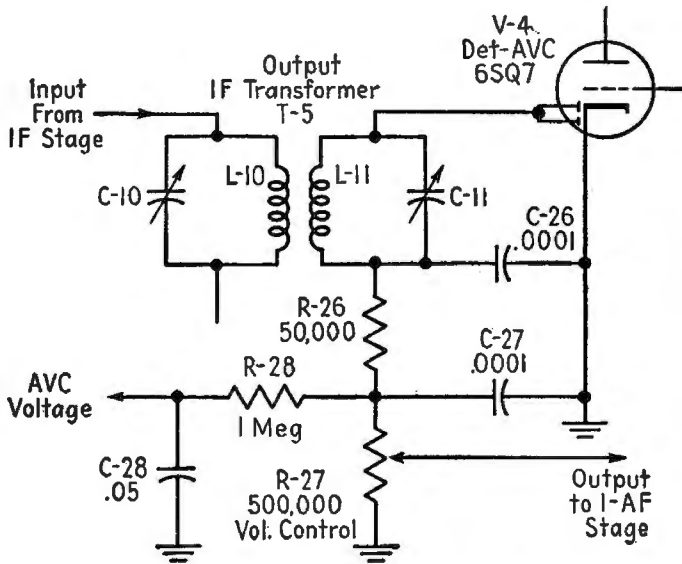 V-4
Det-AVC
6SQ7
Output
IF Transformer
T-5
Input
From
IF Stage
C-10
L-10
L-11
C-11
C-26
.0001
R-26
50,000
C-27
.0001
R-28
1 Meg
AVC
Voltage
C-28
.05
R-27
500,000
Vol. Control
Output
to 1-AF
Stage